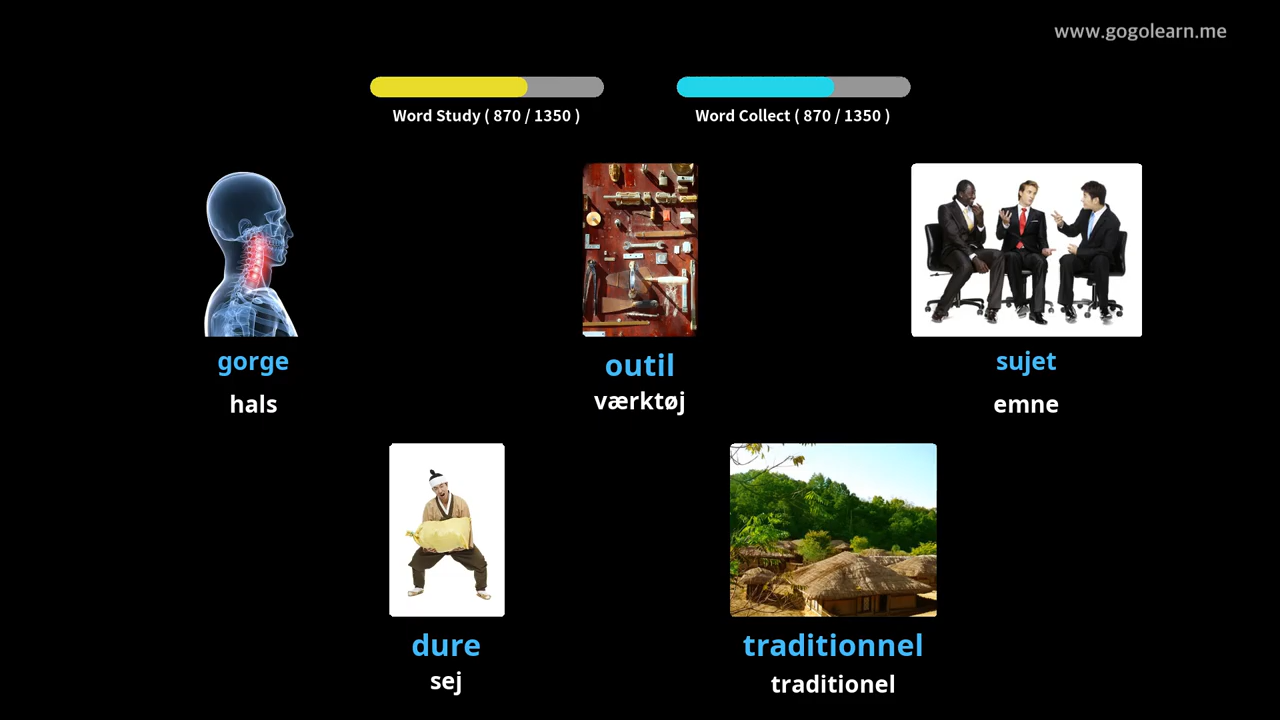 www.gogolearn.me
Word Study ( 870 / 1350 )
Word Collect ( 870 / 1350 )
gorge
hals
outil
værktøj
sujet
emne
dure
sej
traditionnel
traditionel